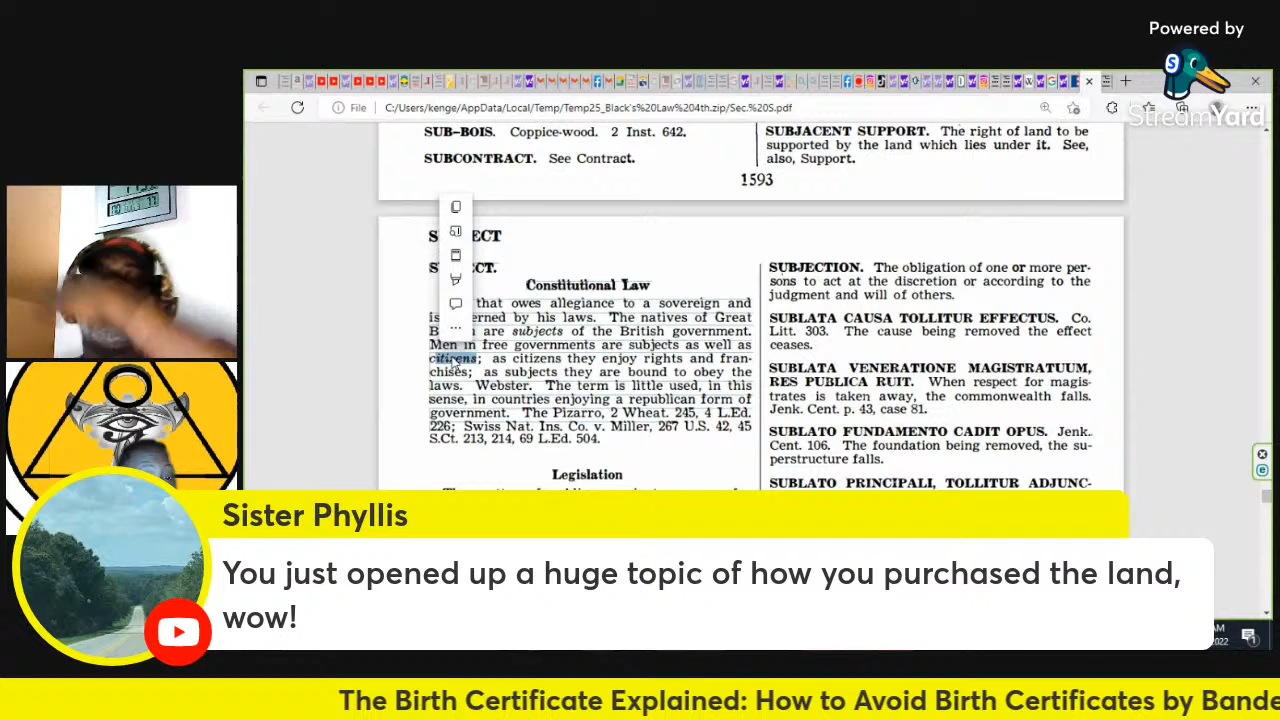 Powered by
StreamYard
File C:/Users/kenge/AppData/Local/Temp/Temp25_Black's%20Law%204th.zip/Sec.%20S.pdf
SUB-BOIS. Coppice-wood. 2 Inst. 642.
SUBCONTRACT. See Contract.
SUBJACENT SUPPORT. The right of land to be
supported by the land which lies under it. See,
also, Support.
1593
Constitutional Law
that owes allegiance to a sovereign and
by his laws. The natives of Great
are subjects of the British government.
Men in free governments are subjects as well as
citizens; as citizens they enjoy rights and fran-
chises; as subjects they are bound to obey the
laws. Webster. The term is little used, in this
sense, in countries enjoying a republican form of
government. The Pizarro, 2 Wheat. 245, 4 L.Ed.
226; Swiss Nat. Ins. Co. v. Miller, 267 U.S. 42, 45
S.Ct. 213, 214, 69 L.Ed. 504.
Legislation
SUBJECTION. The obligation of one or more per-
sons to act at the discretion or according to the
judgment and will of others.
SUBLATA CAUSA TOLLITUR EFFECTUS. Co.
Litt. 303. The cause being removed the effect
ceases.
SUBLATA VENERATIONE MAGISTRATUUM,
RES PUBLICA RUIT. When respect for magis-
trates is taken away, the commonwealth falls.
Jenk. Cent. p. 43, case 81.
SUBLATO FUNDAMENTO CADIT OPUS. Jenk.
Cent. 106. The foundation being removed, the su-
perstructure falls.
SUBLATO PRINCIPALI, TOLLITUR ADJUNC-
Sister Phyllis
You just opened up a huge topic of how you purchased the land,
wow!
2022
The Birth Certificate Explained: How to Avoid Birth Certificates by Bande